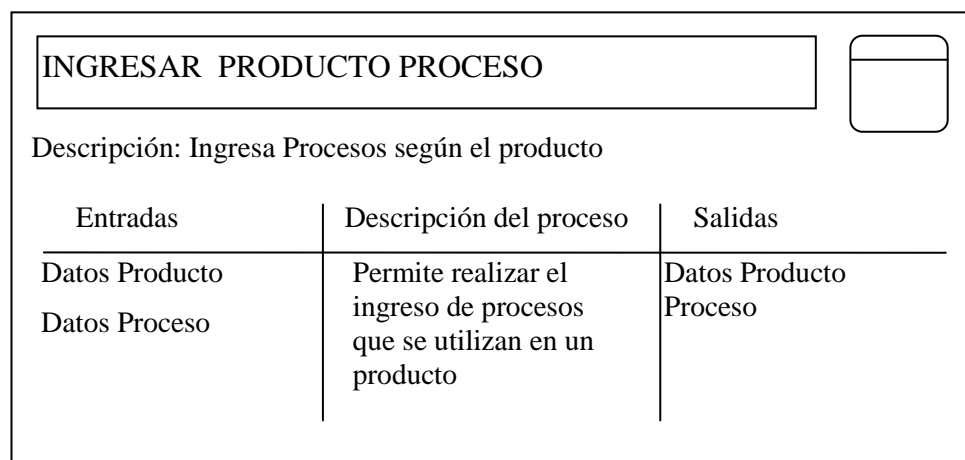 INGRESAR PRODUCTO PROCESO
Descripción: Ingresa Procesos según el producto
Entradas
Descripción del proceso
Salidas
Datos Producto
Datos Proceso
Permite realizar el
ingreso de procesos
que se utilizan en un
producto
Datos Producto
Proceso